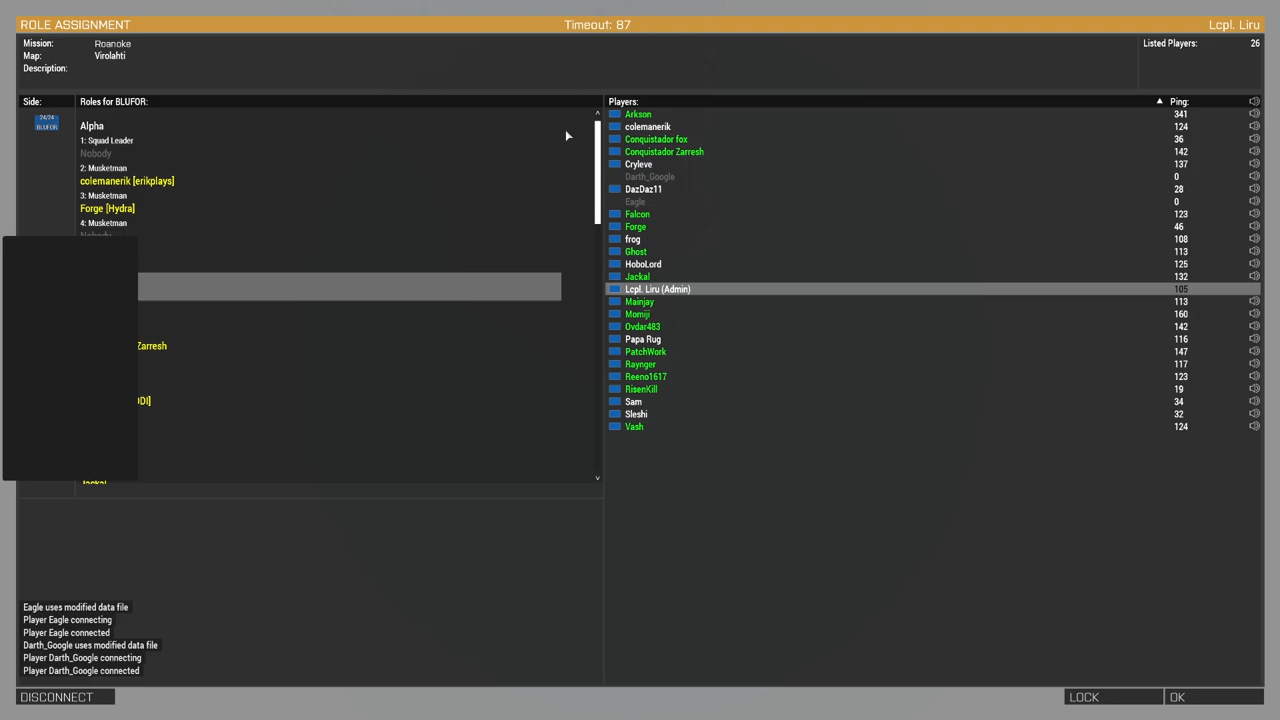 ROLE ASSIGNMENT Timeout: 87 Lcpl. Liru
Mission: Roanoke Listed Players: 26
Map: Virolahti
Description:
Side: Roles for BLUFOR: Players: Ping:
24/24
BLUFOR
Alpha
1: Squad Leader
Nobody
2: Musketman
colemanerik [erikplays]
3: Musketman
Forge [Hydra]
4: Musketman
Nobody
Zarresh
Jackal
Arkson 341
colemanerik 124
Conquistador fox 36
Conquistador Zarresh 142
Cryleve 137
Darth_Google 0
DazDaz11 28
Eagle 0
Falcon 123
Forge 46
frog 108
Ghost 113
HoboLord 125
Jackal 132
Lcpl. Liru (Admin) 105
Mainjay 113
Momiji 160
Ovdar483 142
Papa Rug 116
PatchWork 147
Raynger 117
Reeno1617 123
RisenKill 19
Sam 34
Sleshi 32
Vash 124
Eagle uses modified data file
Player Eagle connecting
Player Eagle connected
Darth_Google uses modified data file
Player Darth_Google connecting
Player Darth_Google connected
DISCONNECT LOCK OK